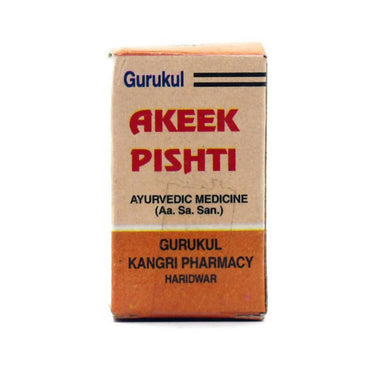 Gurukul
AKEEK
PISHTI
AYURVEDIC MEDICINE
(Aa. Sa. San.)
GURUKUL
KANGRI PHARMACY
HARIDWAR